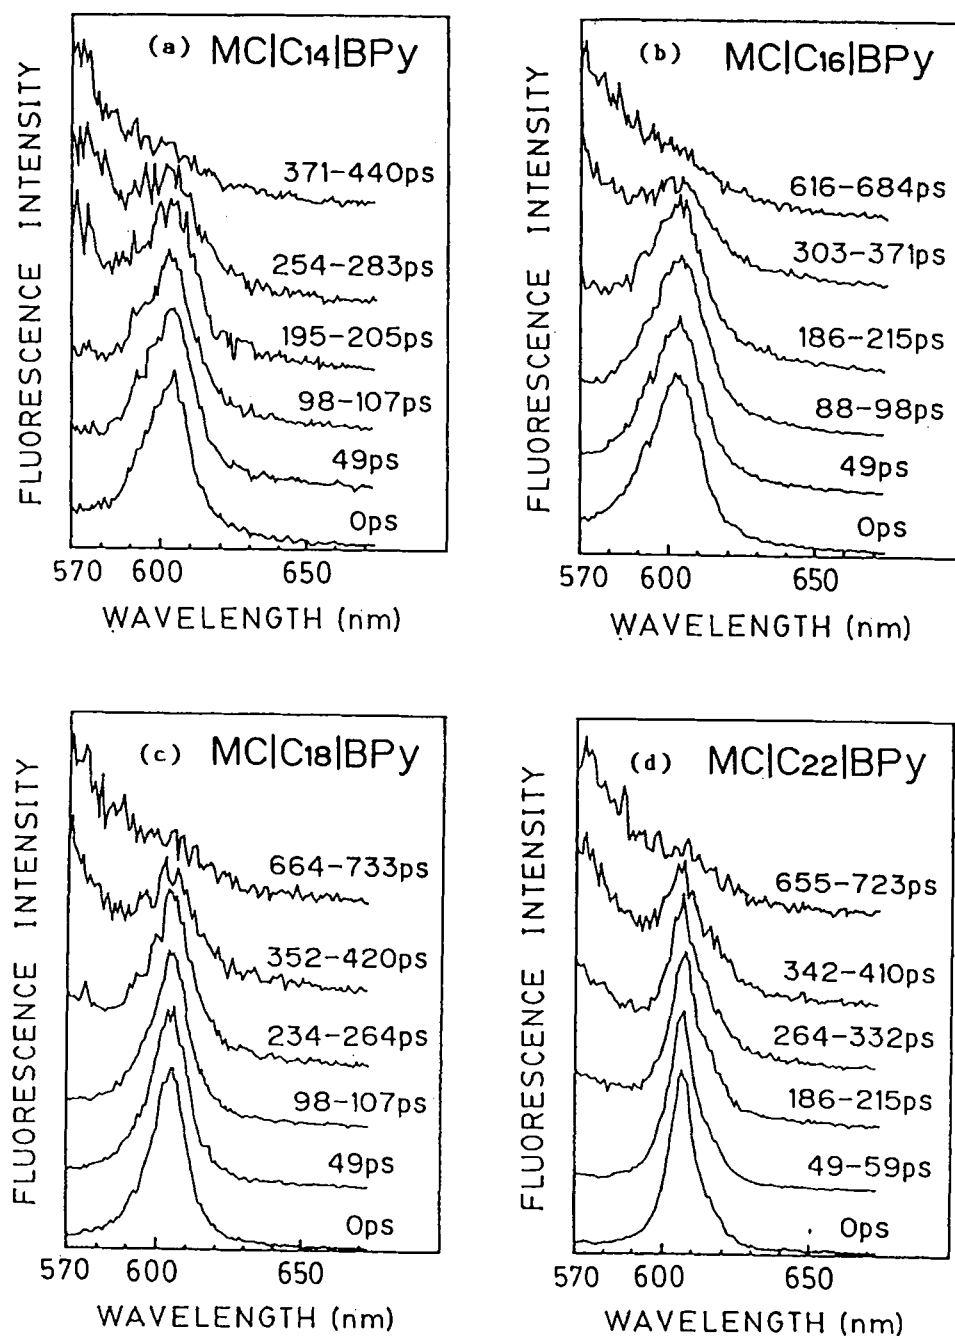 (a) MC|C14|BPy
FLUORESCENCE INTENSITY
371-440ps
254-283ps
195-205ps
98-107ps
49ps
0ps
570 600 650
WAVELENGTH (nm)
(b) MC|C16|BPy
FLUORESCENCE INTENSITY
616-684ps
303-371ps
186-215ps
88-98ps
49ps
0ps
570 600 650
WAVELENGTH (nm)
(c) MC|C18|BPy
FLUORESCENCE INTENSITY
664-733ps
352-420ps
234-264ps
98-107ps
49ps
0ps
570 600 650
WAVELENGTH (nm)
(d) MC|C22|BPy
FLUORESCENCE INTENSITY
655-723ps
342-410ps
264-332ps
186-215ps
49-59ps
0ps
570 600 650
WAVELENGTH (nm)